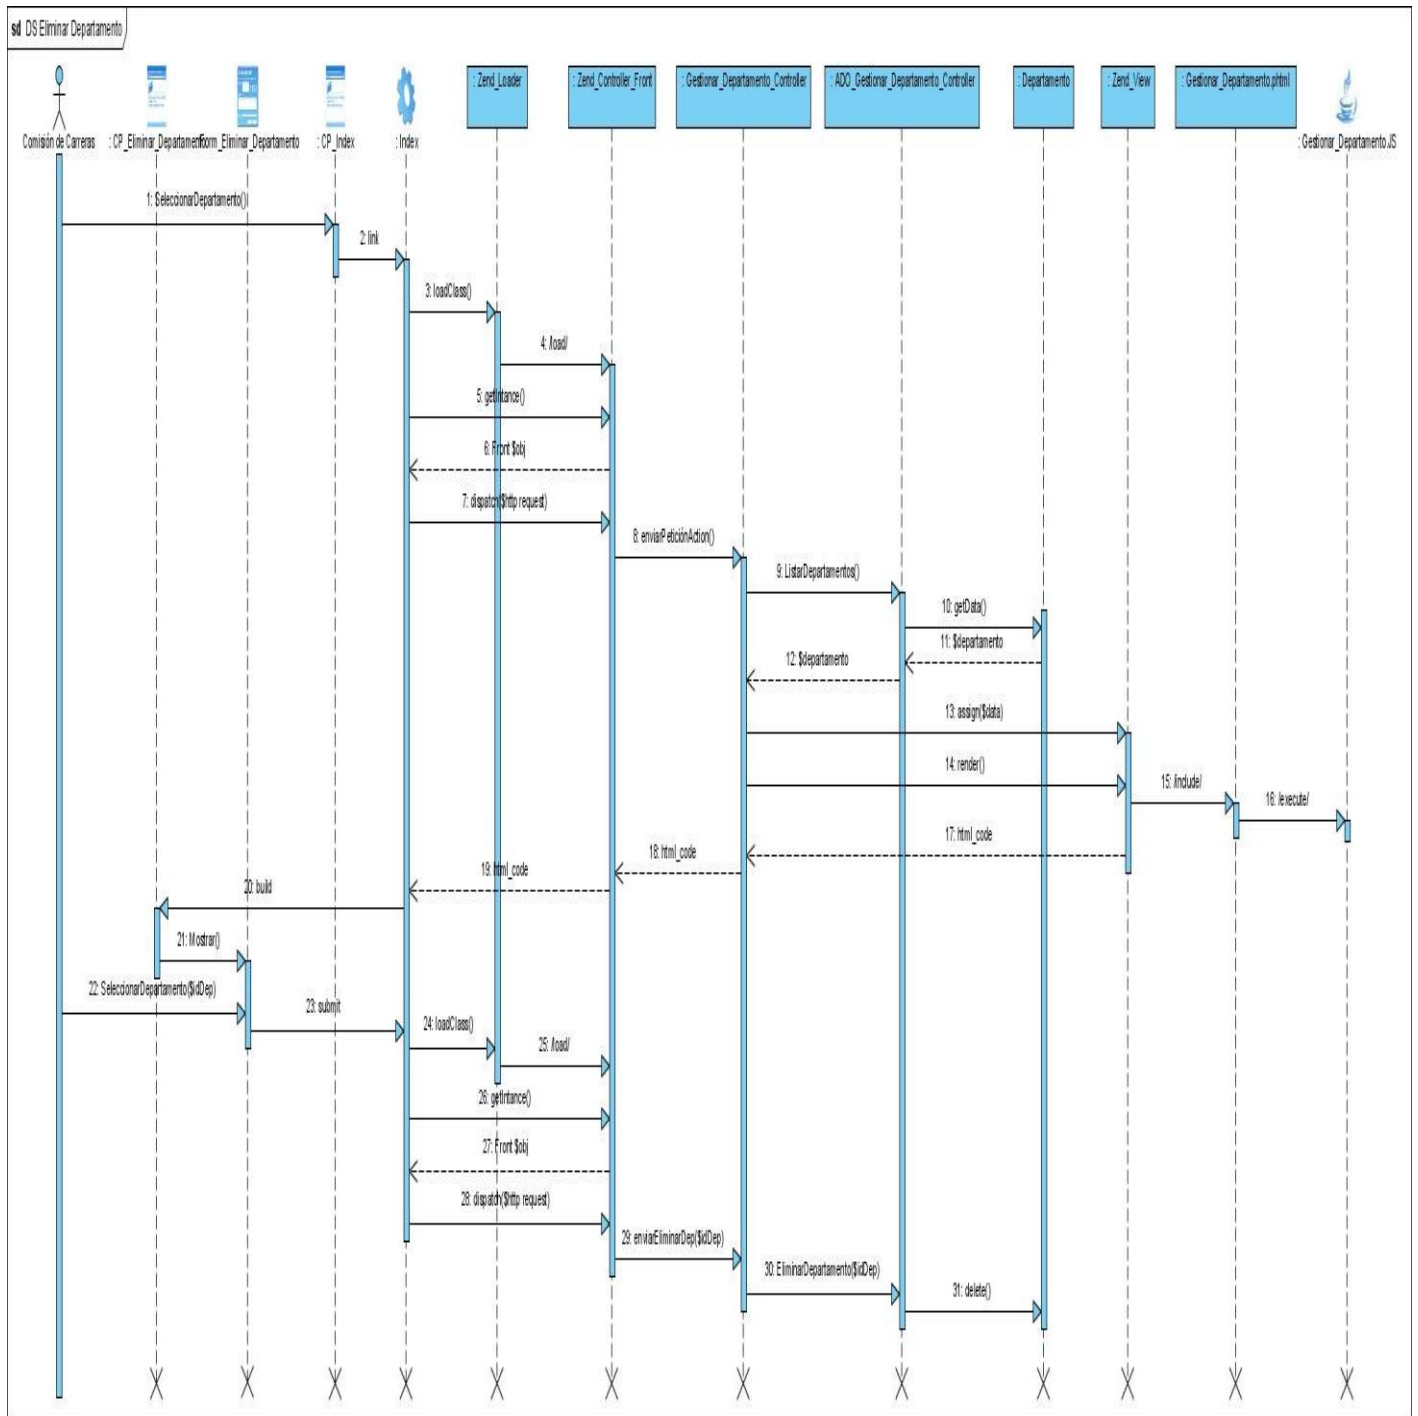 sd DS Eliminar Departamento
Comisión de Carreras
: CP_Eliminar_Departamento
Form_Eliminar_Departamento
: CP_Index
: Index
: Zend_Loader
: Zend_Controller_Front
: Gestionar_Departamento_Controller
: ADO_Gestionar_Departamento_Controller
: Departamento
: Zend_View
: Gestionar_Departamento.phtml
: Gestionar_Departamento.JS
1: SeleccionarDepartamento()
2: link
3: loadClass()
4: /load/
5: getIntance()
6: Front $obj
7: dispatch($http request)
8: enviarPeticiónAction()
9: ListarDepartamentos()
10: getData()
11: $departamento
12: $departamento
13: assign($data)
14: render()
15: /include/
16: /execute/
17: html_code
18: html_code
19: html_code
20: build
21: Mostrar()
22: SeleccionarDepartamento($idDep)
23: submit
24: loadClass()
25: /load/
26: getIntance()
27: Front $obj
28: dispatch($http request)
29: enviarEliminarDep($idDep)
30: EliminarDepartamento($idDep)
31: delete()